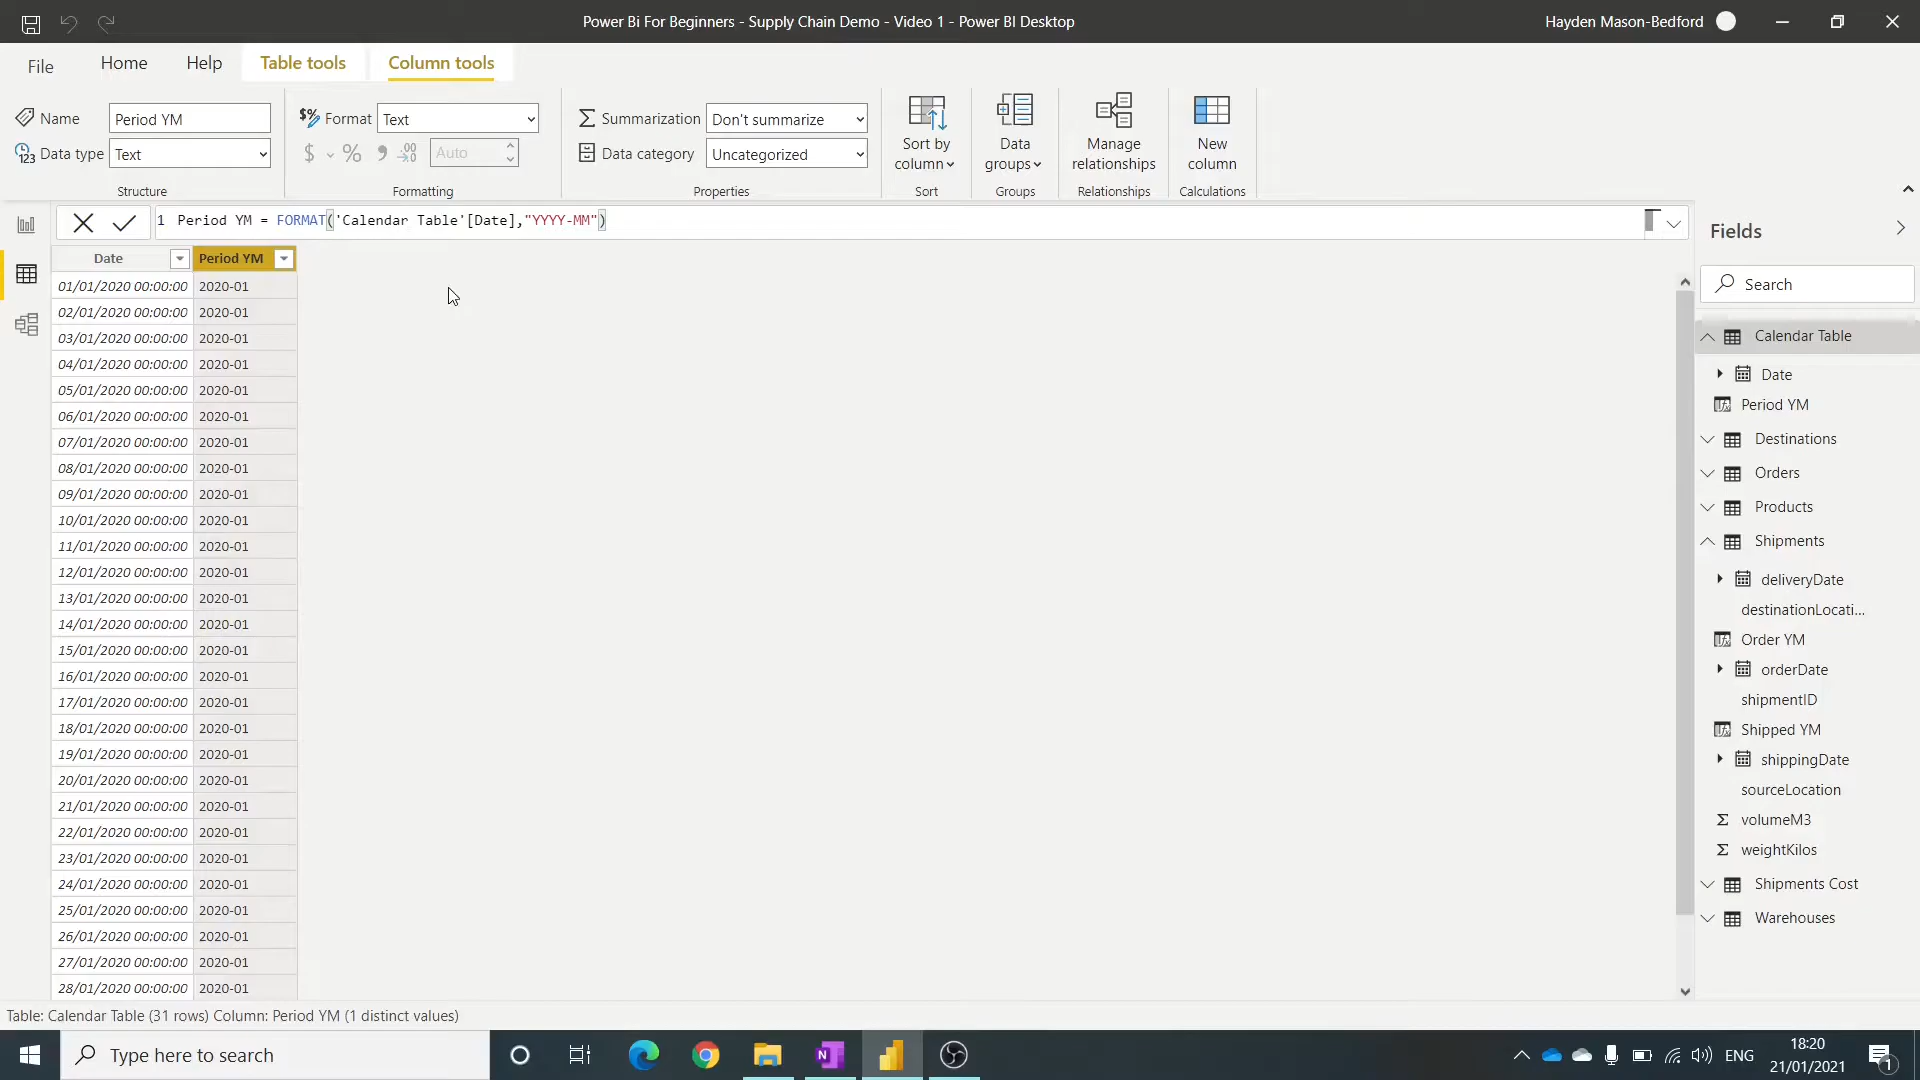 Power Bi For Beginners - Supply Chain Demo - Video 1 - Power BI Desktop
Hayden Mason-Bedford
File
Home
Help
Table tools
Column tools
Name
Period YM
Format
Text
Summarization
Don't summarize
Data type
Text
$ % 9 .00
Auto
Data category
Uncategorized
Sort by
column
Data
groups
Manage
relationships
New
column
Structure
Formatting
Properties
Sort
Groups
Relationships
Calculations
1 Period YM = FORMAT('Calendar Table'[Date],"YYYY-MM")
Date
Period YM
01/01/2020 00:00:00 2020-01
02/01/2020 00:00:00 2020-01
03/01/2020 00:00:00 2020-01
04/01/2020 00:00:00 2020-01
05/01/2020 00:00:00 2020-01
06/01/2020 00:00:00 2020-01
07/01/2020 00:00:00 2020-01
08/01/2020 00:00:00 2020-01
09/01/2020 00:00:00 2020-01
10/01/2020 00:00:00 2020-01
11/01/2020 00:00:00 2020-01
12/01/2020 00:00:00 2020-01
13/01/2020 00:00:00 2020-01
14/01/2020 00:00:00 2020-01
15/01/2020 00:00:00 2020-01
16/01/2020 00:00:00 2020-01
17/01/2020 00:00:00 2020-01
18/01/2020 00:00:00 2020-01
19/01/2020 00:00:00 2020-01
20/01/2020 00:00:00 2020-01
21/01/2020 00:00:00 2020-01
22/01/2020 00:00:00 2020-01
23/01/2020 00:00:00 2020-01
24/01/2020 00:00:00 2020-01
25/01/2020 00:00:00 2020-01
26/01/2020 00:00:00 2020-01
27/01/2020 00:00:00 2020-01
28/01/2020 00:00:00 2020-01
Fields
Search
Calendar Table
Date
Period YM
Destinations
Orders
Products
Shipments
deliveryDate
destinationLocati...
Order YM
orderDate
shipmentID
Shipped YM
shippingDate
sourceLocation
volumeM3
weightKilos
Shipments Cost
Warehouses
Table: Calendar Table (31 rows) Column: Period YM (1 distinct values)
Type here to search
ENG
18:20
21/01/2021
1